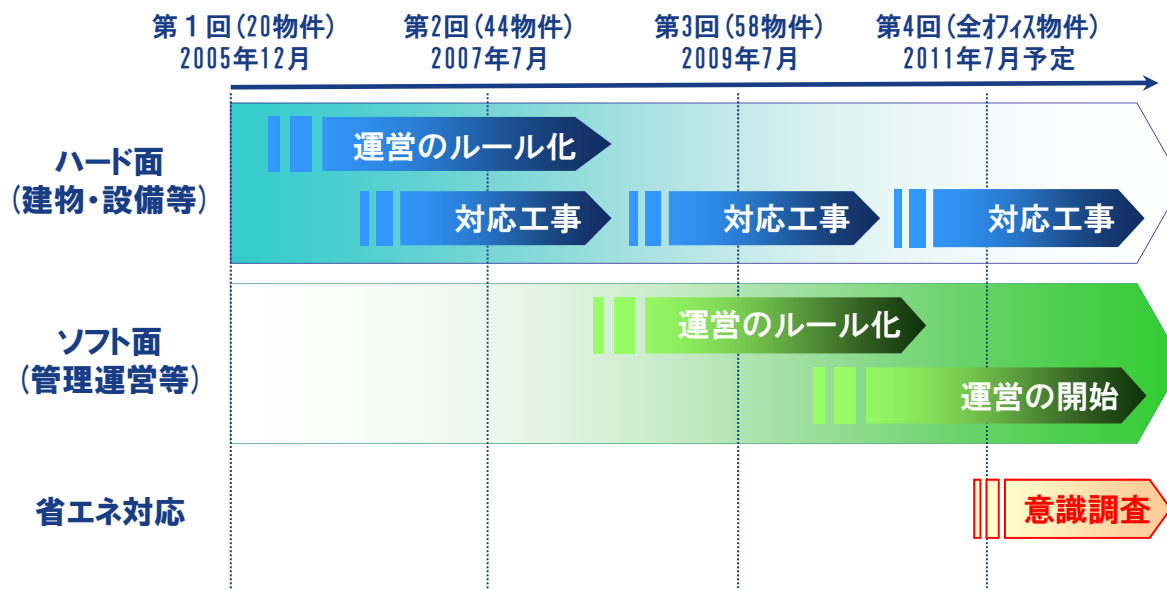 第1回(20物件)
2005年12月
第2回(44物件)
2007年7月
第3回(58物件)
2009年7月
第4回(全オフィス物件)
2011年7月予定
ハード面
(建物・設備等)
運営のルール化
対応工事
対応工事
対応工事
ソフト面
(管理運営等)
運営のルール化
運営の開始
省エネ対応
意識調査